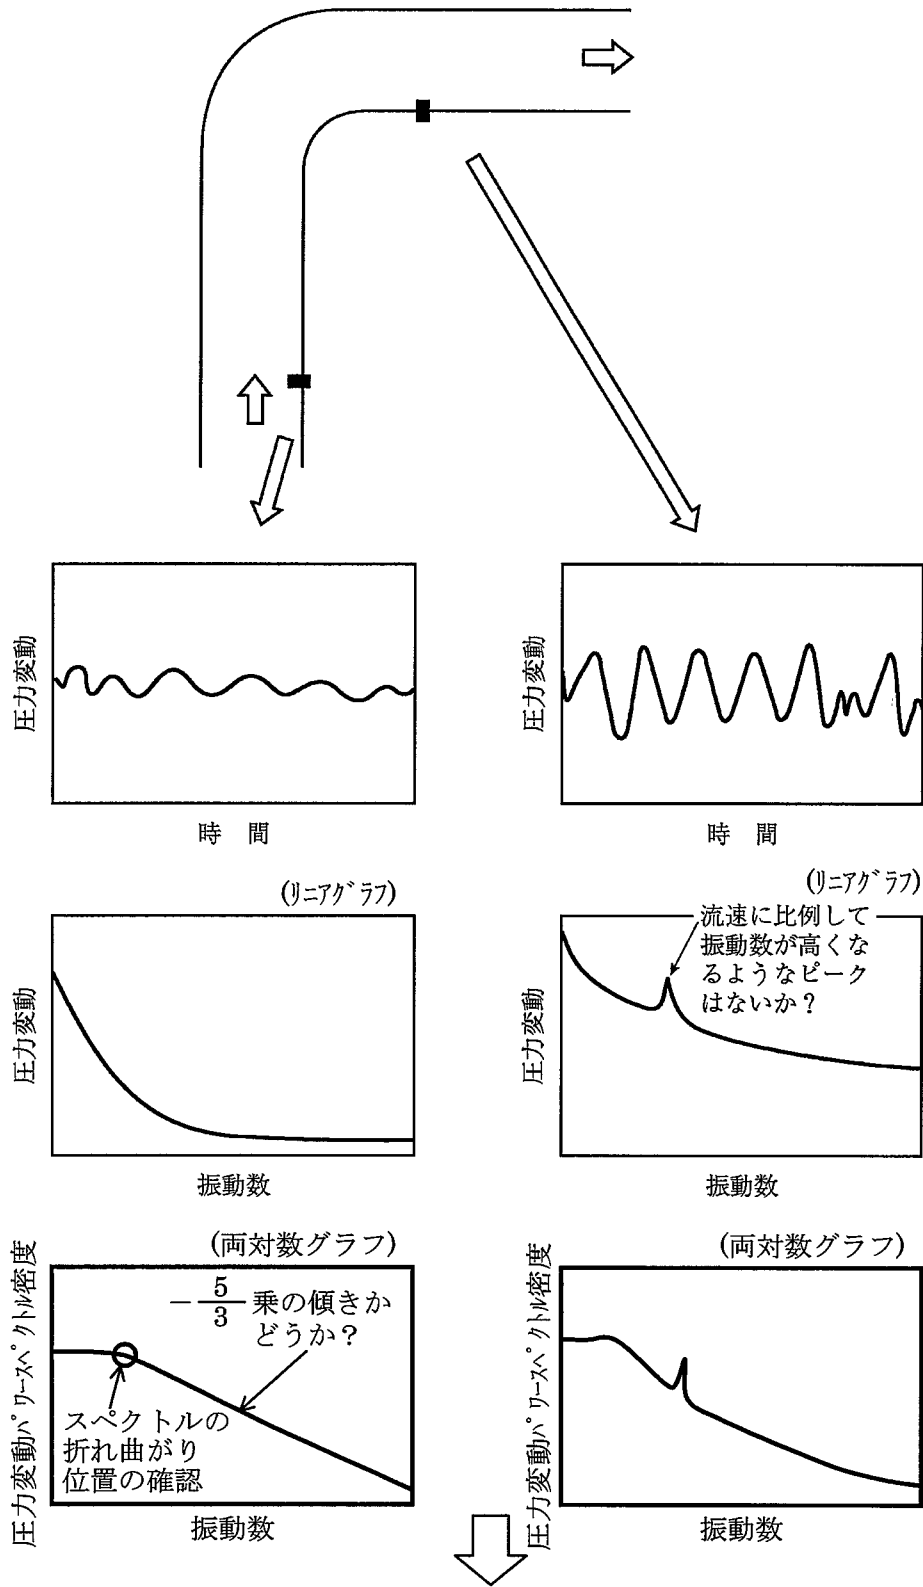 圧力変動
時 間
圧力変動
時 間
(リニアグラフ)
圧力変動
振動数
(リニアグラフ)
流速に比例して
振動数が高くな
るようなピーク
はないか？
圧力変動
振動数
(両対数グラフ)
圧力変動パワースペクトル密度
−5/3乗の傾きか
どうか？
スペクトルの
折れ曲がり
位置の確認
振動数
(両対数グラフ)
圧力変動パワースペクトル密度
振動数